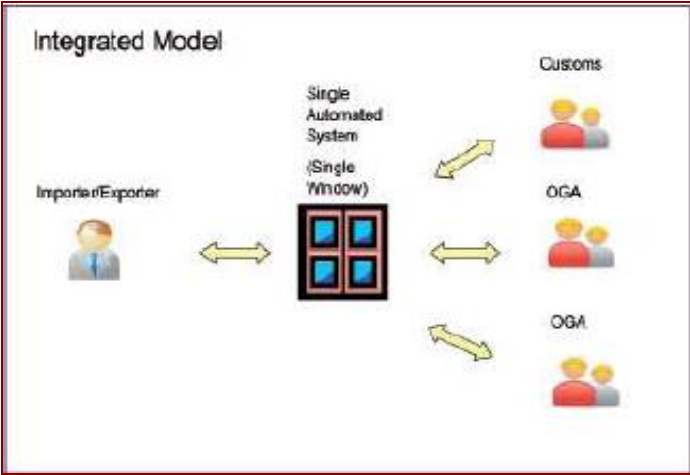 Integrated Model
Customs
Single
Automated
System
(Single
Window)
Importer/Exporter
OGA
OGA